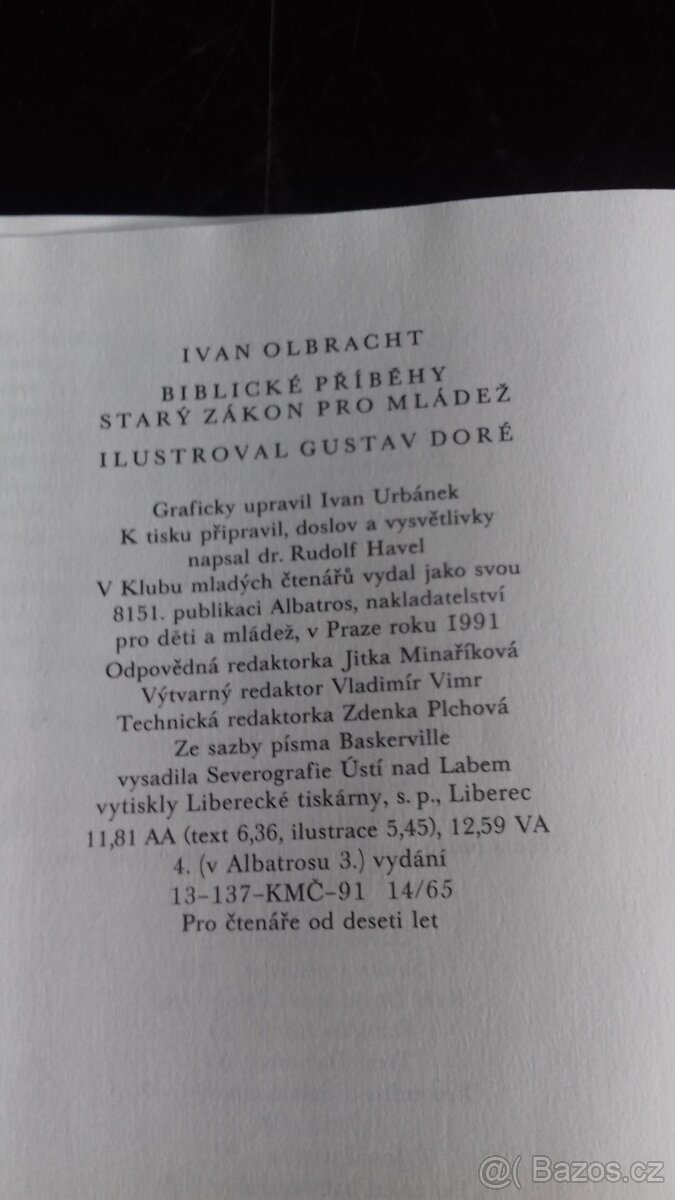 IVAN OLBRACHT
BIBLICKÉ PŘÍBĚHY
STARÝ ZÁKON PRO MLÁDEŽ
ILUSTROVAL GUSTAV DORÉ
Graficky upravil Ivan Urbánek
K tisku připravil, doslov a vysvětlivky
napsal dr. Rudolf Havel
V Klubu mladých čtenářů vydal jako svou
8151. publikaci Albatros, nakladatelství
pro děti a mládež, v Praze roku 1991
Odpovědná redaktorka Jitka Minaříková
Výtvarný redaktor Vladimír Vimr
Technická redaktorka Zdenka Plchová
Ze sazby písma Baskerville
vysadila Severografie Ústí nad Labem
vytiskly Liberecké tiskárny, s. p., Liberec
11,81 AA (text 6,36, ilustrace 5,45), 12,59 VA
4. (v Albatrosu 3.) vydání
13-137-KMČ-91 14/65
Pro čtenáře od deseti let
@ Bazos.cz